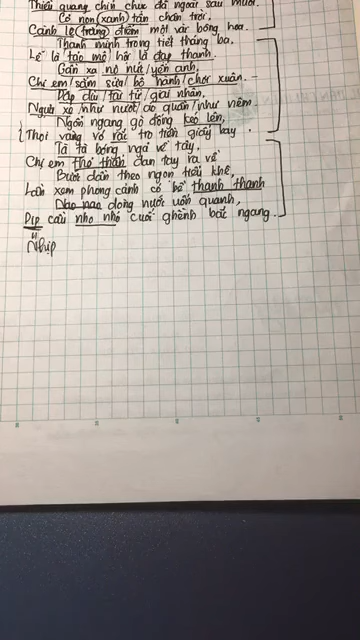 Thiều quang chín chục đã ngoài sáu mươi.
Cỏ non (xanh) tận chân trời,
Cành lê (trắng) điểm một vài bông hoa.
Thanh minh trong tiết tháng ba,
Lễ là tảo mộ, hội là đạp thanh.
Gần xa nô nức/yến anh,
Chị em/sắm sửa/bộ hành/chơi xuân.
Dập dìu/tài tử/giai nhân,
Ngựa xe/như nước/áo quần/như nêm.
Ngổn ngang gò đống kéo lên,
Thoi vàng vó rắc tro tiền giấy bay.
Tà tà bóng ngả về tây,
Chị em thơ thẩn dan tay ra về
Bước dần theo ngọn tiểu khê,
Lần xem phong cảnh có bề thanh thanh
Nao nao dòng nước uốn quanh,
Dịp cầu nho nhỏ cuối ghềnh bắc ngang.
Nhịp